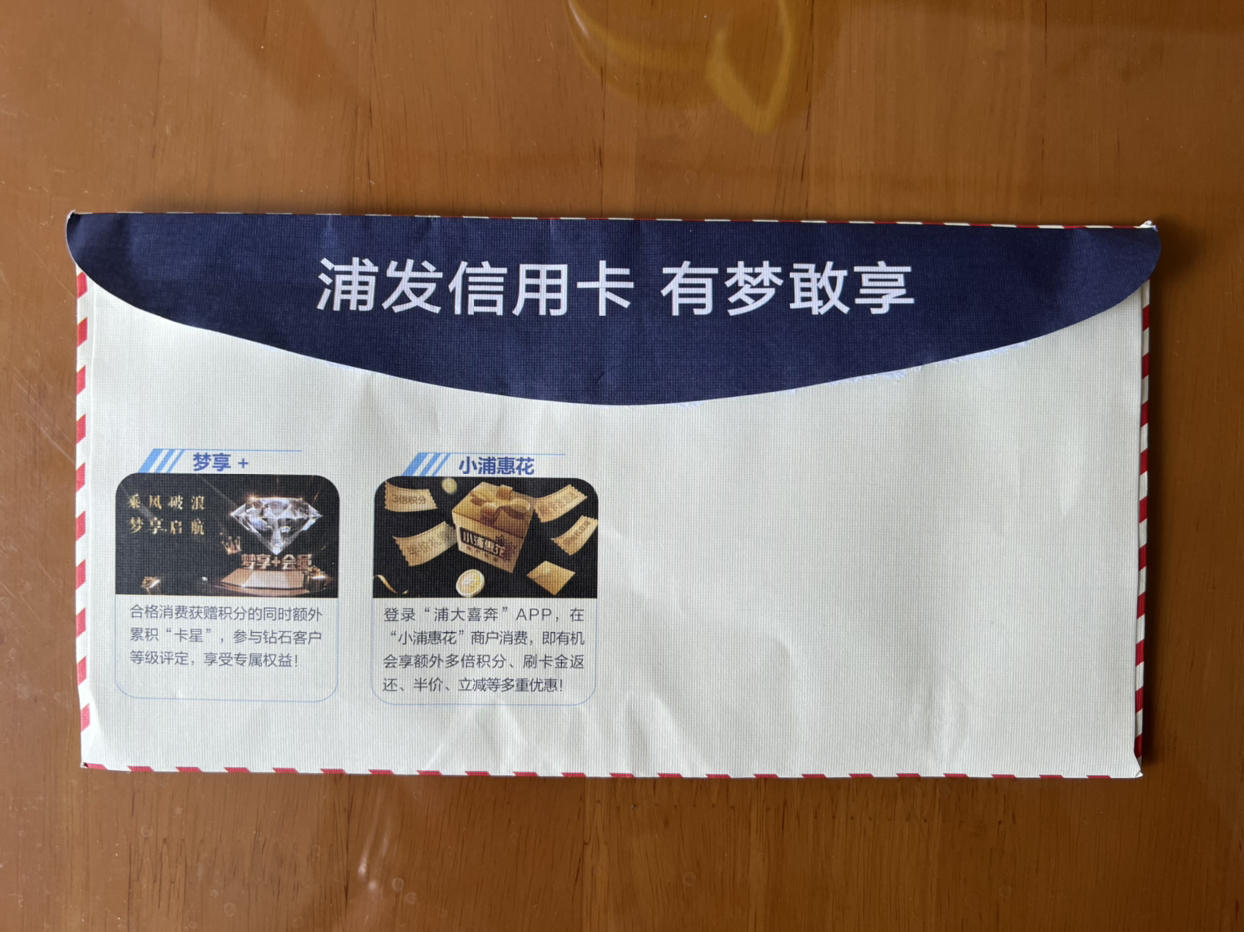 浦发信用卡 有梦敢享
梦享 +
乘风破浪
梦享启航
梦享+会员
合格消费获赠积分的同时额外
累积“卡星”，参与钻石客户
等级评定，享受专属权益！
小浦惠花
3倍积分
小浦惠花
登录“浦大喜奔”APP，在
“小浦惠花”商户消费，即有机
会享额外多倍积分、刷卡金返
还、半价、立减等多重优惠！